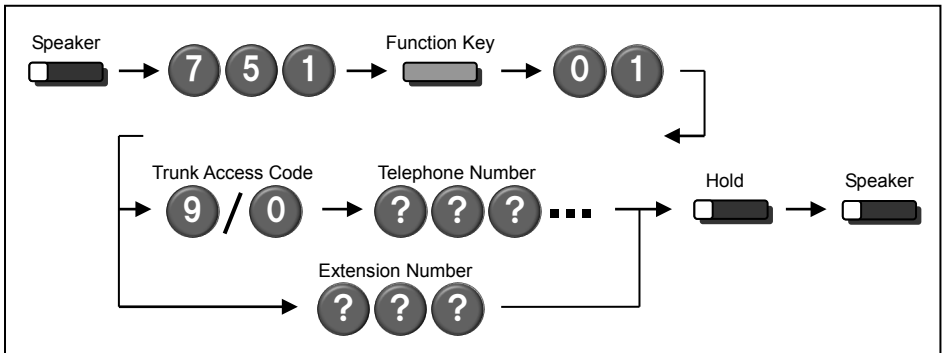 Speaker
7 5 1
Function Key
0 1
Trunk Access Code
9 / 0
Telephone Number
? ? ? ...
Extension Number
? ? ?
Hold
Speaker